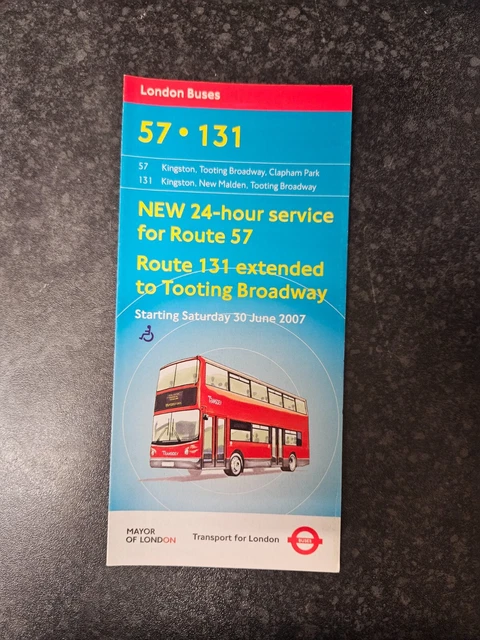 London Buses
57 • 131
57 Kingston, Tooting Broadway, Clapham Park
131 Kingston, New Malden, Tooting Broadway
NEW 24-hour service
for Route 57
Route 131 extended
to Tooting Broadway
Starting Saturday 30 June 2007
MAYOR
OF LONDON
Transport for London
BUSES